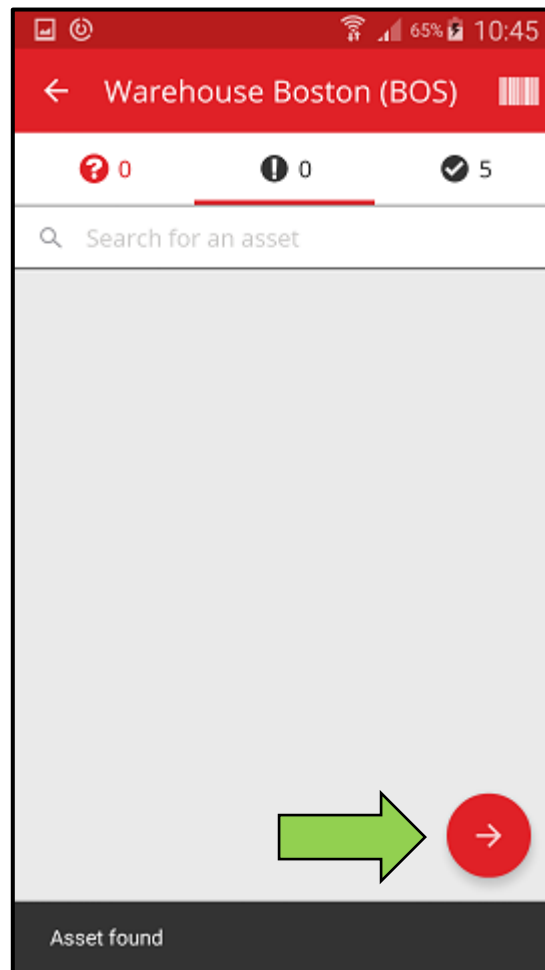 65% 10:45
Warehouse Boston (BOS)
0 0 5
Search for an asset
Asset found